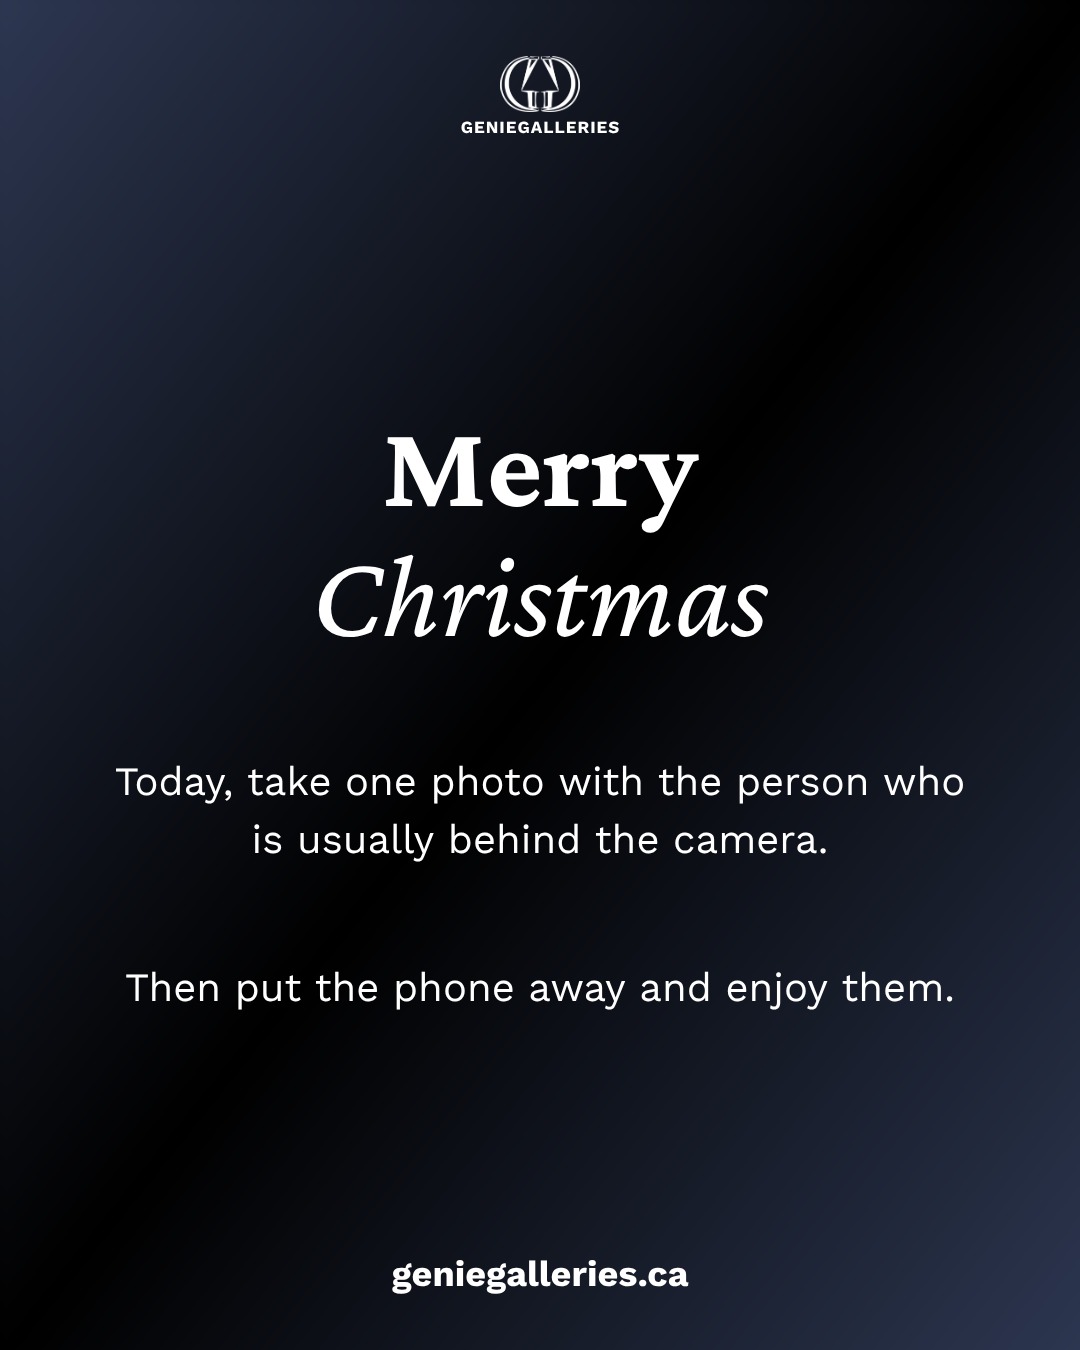 GENIEGALLERIES
Merry
Christmas
Today, take one photo with the person who
is usually behind the camera.
Then put the phone away and enjoy them.
geniegalleries.ca